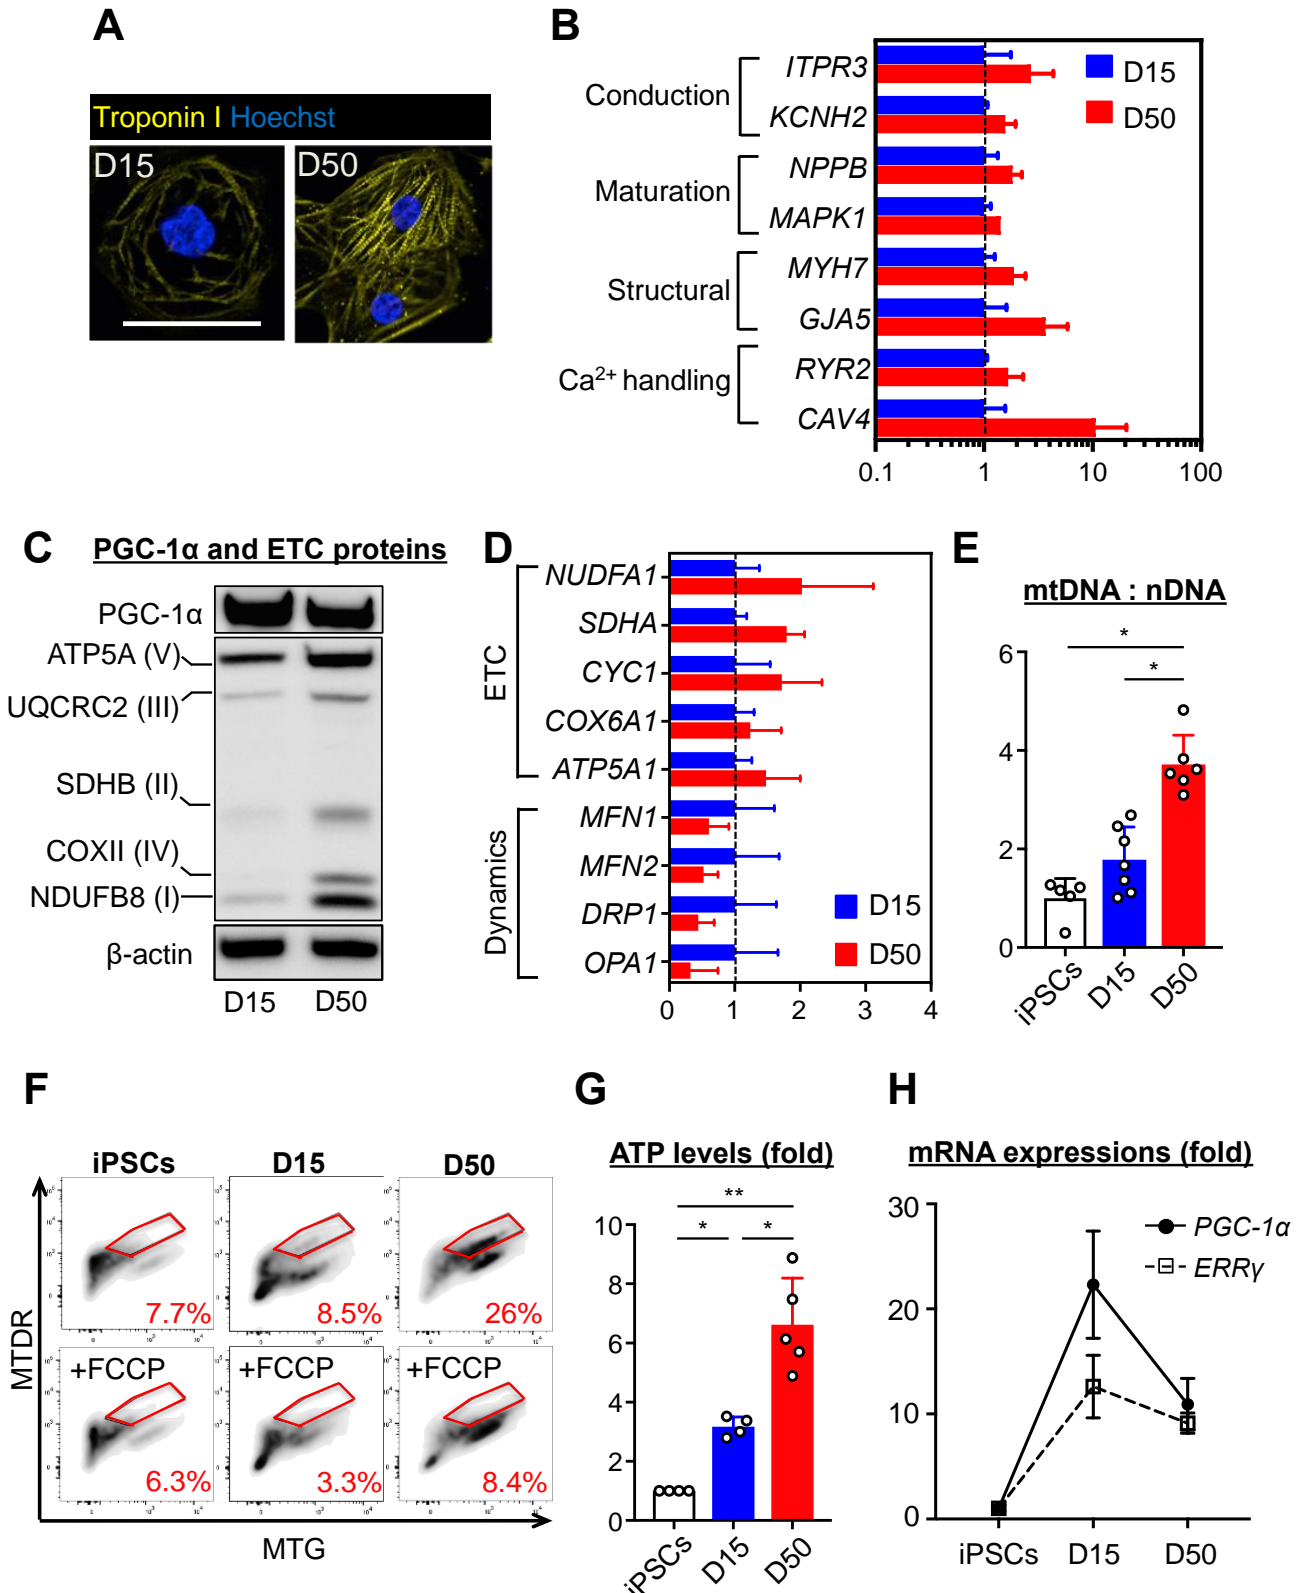 A
Troponin I Hoechst
D15
D50
B
Conduction
Maturation
Structural
Ca2+ handling
ITPR3
KCNH2
NPPB
MAPK1
MYH7
GJA5
RYR2
CAV4
D15
D50
0.1 1 10 100
C
PGC-1α and ETC proteins
PGC-1α
ATP5A (V)
UQCRC2 (III)
SDHB (II)
COXII (IV)
NDUFB8 (I)
β-actin
D15 D50
D
ETC
Dynamics
NUDFA1
SDHA
CYC1
COX6A1
ATP5A1
MFN1
MFN2
DRP1
OPA1
D15
D50
0 1 2 3 4
E
mtDNA : nDNA
*
*
6
4
2
0
iPSCs D15 D50
F
iPSCs D15 D50
7.7% 8.5% 26%
+FCCP +FCCP +FCCP
6.3% 3.3% 8.4%
MTDR
MTG
G
ATP levels (fold)
**
* *
10
8
6
4
2
0
iPSCs D15 D50
H
mRNA expressions (fold)
PGC-1α
ERRγ
30
20
10
0
iPSCs D15 D50